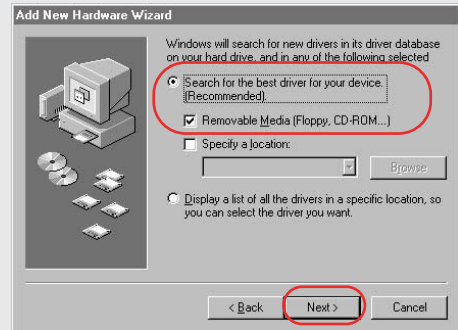 Add New Hardware Wizard
Windows will search for new drivers in its driver database
on your hard drive, and in any of the following selected
Search for the best driver for your device.
(Recommended).
Removable Media (Floppy, CD-ROM...)
Specify a location:
Browse
Display a list of all the drivers in a specific location, so
you can select the driver you want.
< Back
Next >
Cancel